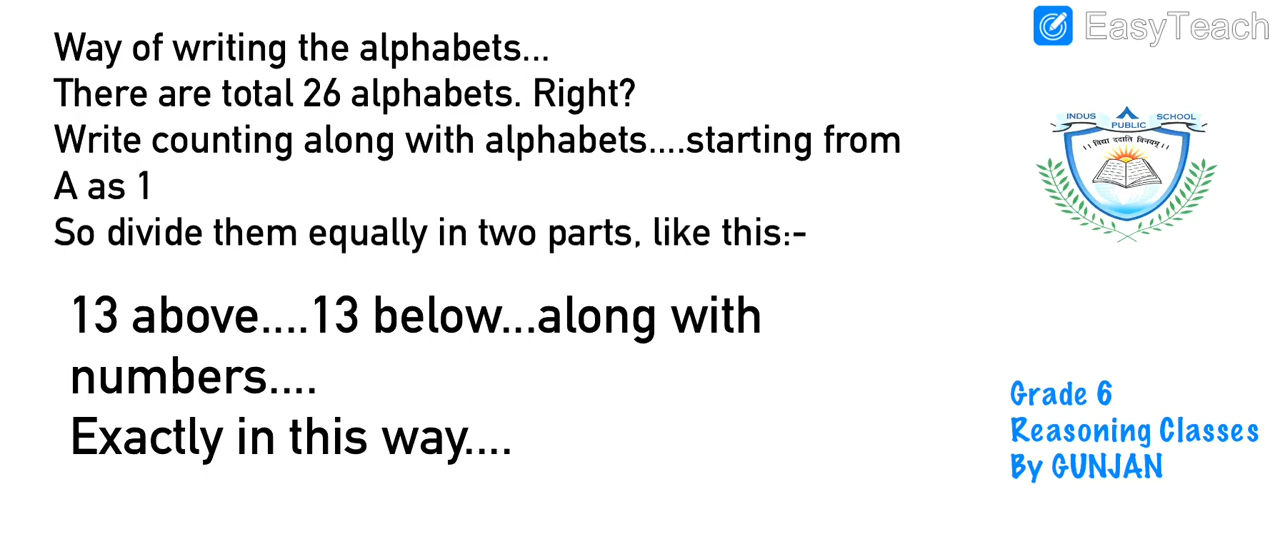 Way of writing the alphabets...
There are total 26 alphabets. Right?
Write counting along with alphabets....starting from
A as 1
So divide them equally in two parts, like this:-
13 above....13 below...along with
numbers....
Exactly in this way....
EasyTeach
INDUS PUBLIC SCHOOL
।। विद्या ददाति विनयम् ।।
Grade 6
Reasoning Classes
By GUNJAN